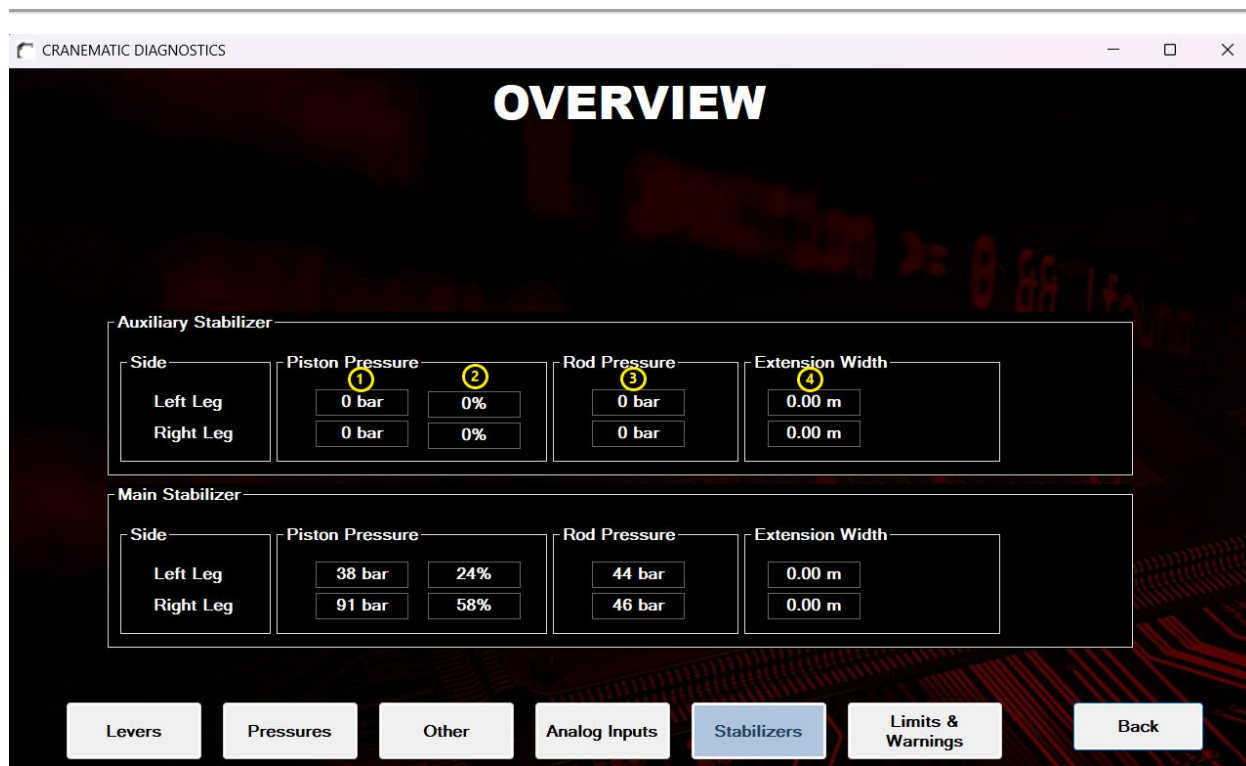 CRANEMATIC DIAGNOSTICS
OVERVIEW
Auxiliary Stabilizer
Side Piston Pressure Rod Pressure Extension Width
1 2 3 4
Left Leg 0 bar 0% 0 bar 0.00 m
Right Leg 0 bar 0% 0 bar 0.00 m
Main Stabilizer
Side Piston Pressure Rod Pressure Extension Width
Left Leg 38 bar 24% 44 bar 0.00 m
Right Leg 91 bar 58% 46 bar 0.00 m
Levers Pressures Other Analog Inputs Stabilizers Limits & Warnings Back